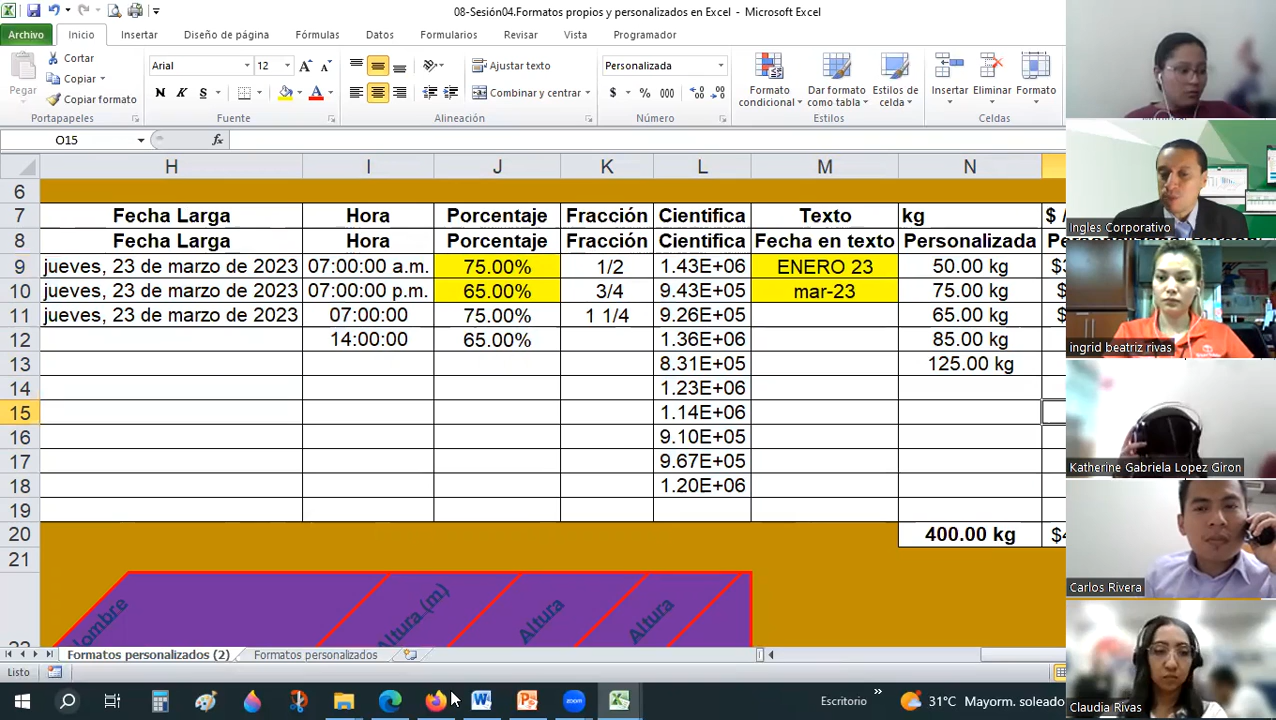 08-Sesión04.Formatos propios y personalizados en Excel - Microsoft Excel
Archivo Inicio Insertar Diseño de página Fórmulas Datos Formularios Revisar Vista Programador
Cortar
Copiar
Copiar formato
Pegar
Portapapeles
Arial 12
N K S
Fuente
Ajustar texto
Combinar y centrar
Alineación
Personalizada
$ % 000
Número
Formato condicional
Dar formato como tabla
Estilos de celda
Estilos
Insertar Eliminar Formato
Celdas
O15 fx
H I J K L M N
6
7 Fecha Larga Hora Porcentaje Fracción Cientifica Texto kg $ /
8 Fecha Larga Hora Porcentaje Fracción Cientifica Fecha en texto Personalizada
9 jueves, 23 de marzo de 2023 07:00:00 a.m. 75.00% 1/2 1.43E+06 ENERO 23 50.00 kg
10 jueves, 23 de marzo de 2023 07:00:00 p.m. 65.00% 3/4 9.43E+05 mar-23 75.00 kg
11 jueves, 23 de marzo de 2023 07:00:00 75.00% 1 1/4 9.26E+05 65.00 kg
12 14:00:00 65.00% 1.36E+06 85.00 kg
13 8.31E+05 125.00 kg
14 1.23E+06
15 1.14E+06
16 9.10E+05
17 9.67E+05
18 1.20E+06
19
20 400.00 kg
21
Altura (m) Altura Altura
Formatos personalizados (2) Formatos personalizados
Listo
Escritorio » 31°C Mayorm. soleado
Ingles Corporativo
ingrid beatriz rivas
Katherine Gabriela Lopez Giron
Carlos Rivera
Claudia Rivas